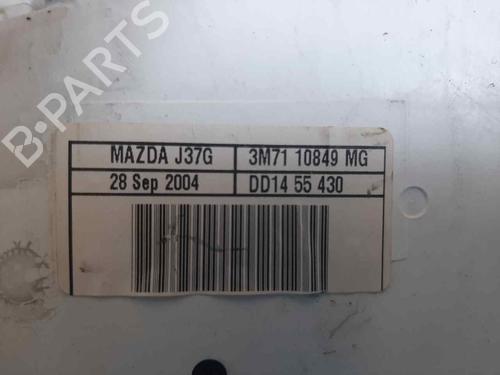 B-PARTS
MAZDA J37G 3M71 10849 MG
28 Sep 2004 DD14 55 430